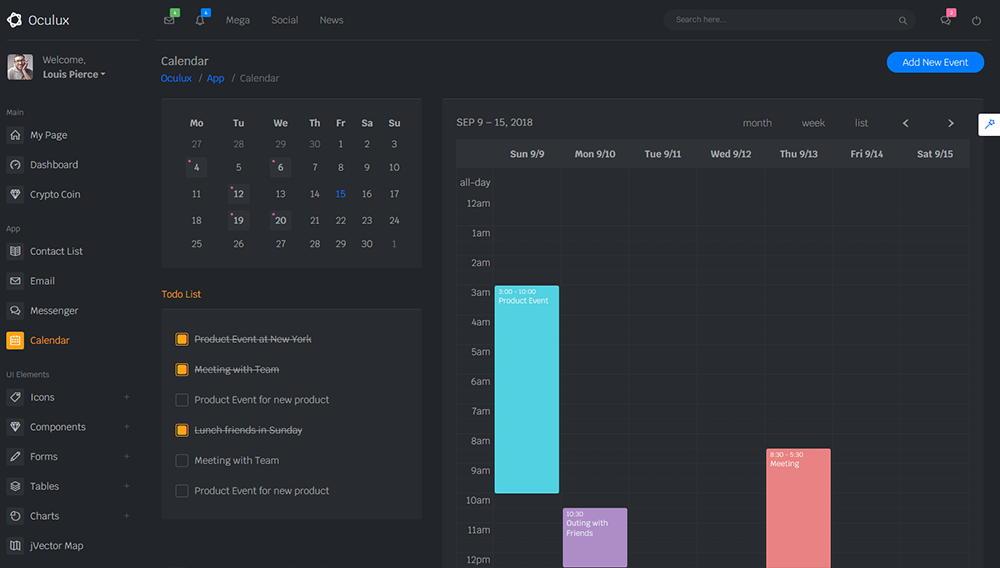 Oculux
6
6
Mega
Social
News
Search here...
2
Welcome,
Louis Pierce
Main
My Page
Dashboard
Crypto Coin
App
Contact List
Email
Messenger
Calendar
UI Elements
Icons +
Components +
Forms +
Tables +
Charts +
jVector Map
Calendar
Oculux / App / Calendar
Add New Event
Mo Tu We Th Fr Sa Su
27 28 29 30 1 2 3
4 5 6 7 8 9 10
11 12 13 14 15 16 17
18 19 20 21 22 23 24
25 26 27 28 29 30 1
Todo List
Product Event at New York
Meeting with Team
Product Event for new product
Lunch friends in Sunday
Meeting with Team
Product Event for new product
SEP 9 – 15, 2018
month
week
list
Sun 9/9 Mon 9/10 Tue 9/11 Wed 9/12 Thu 9/13 Fri 9/14 Sat 9/15
all-day
12am
1am
2am
3am
3:00 - 10:00
Product Event
4am
5am
6am
7am
8am
8:30 - 5:30
Meeting
9am
10am
10:30
Outing with
Friends
11am
12pm